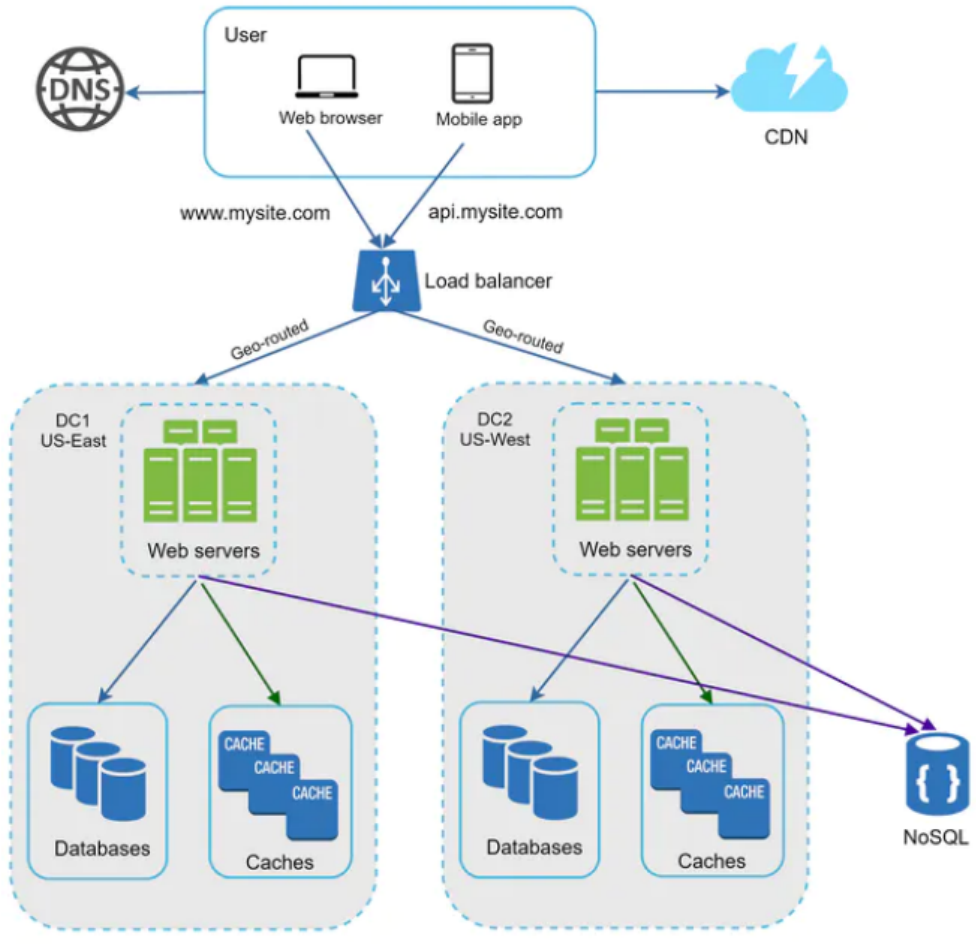 User
DNS
Web browser
Mobile app
CDN
www.mysite.com
api.mysite.com
Load balancer
Geo-routed
Geo-routed
DC1
US-East
Web servers
DC2
US-West
Web servers
CACHE
CACHE
CACHE
Databases
Caches
CACHE
CACHE
CACHE
Databases
Caches
{ }
NoSQL